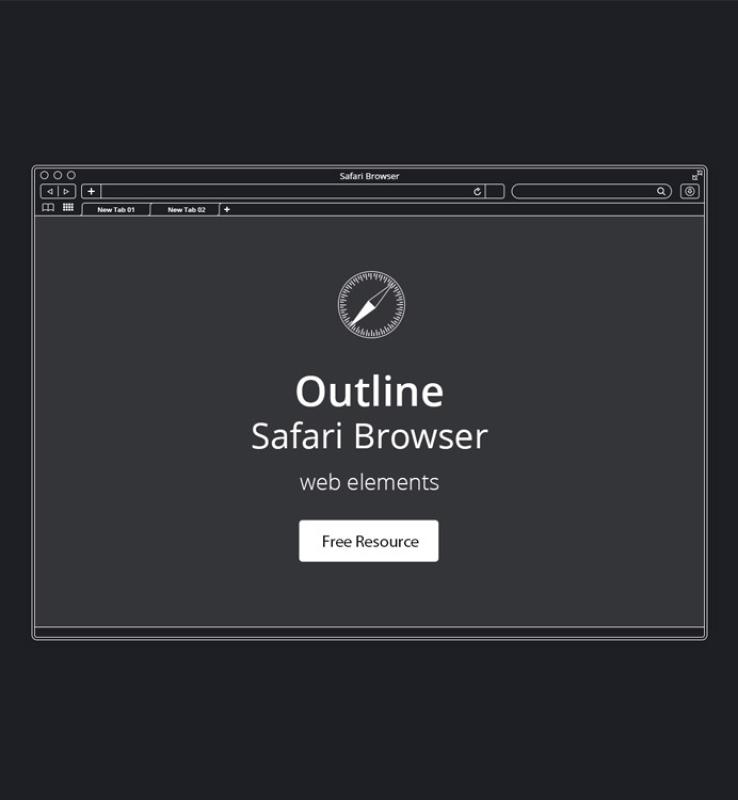 Safari Browser
New Tab 01 New Tab 02
Outline
Safari Browser
web elements
Free Resource